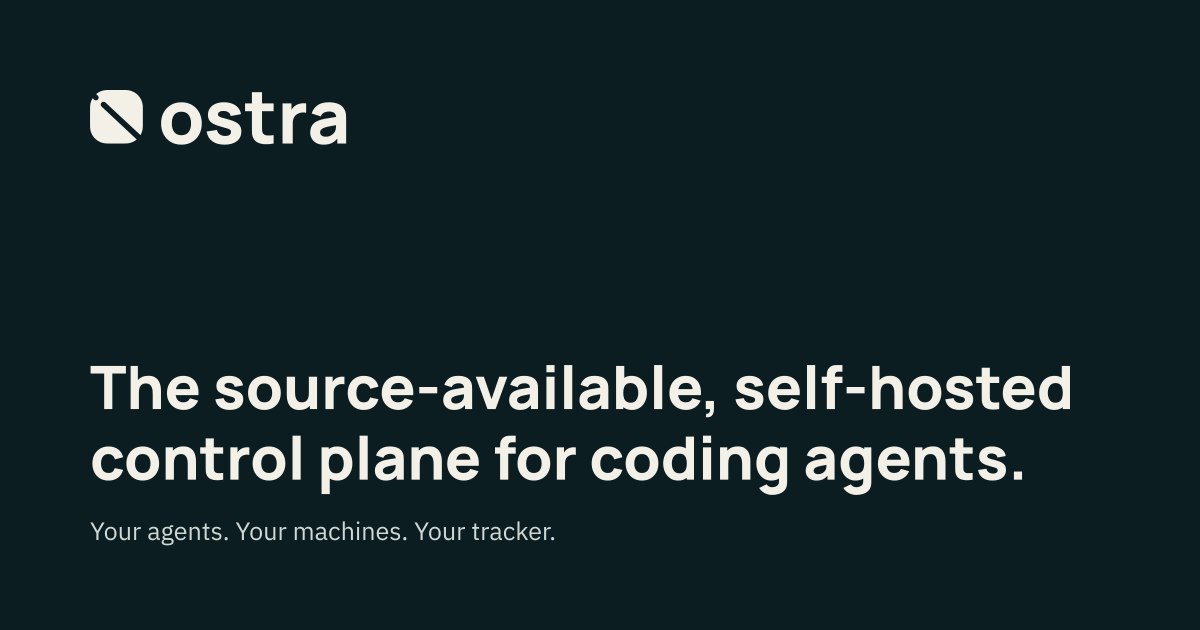 ostra
The source-available, self-hosted
control plane for coding agents.
Your agents. Your machines. Your tracker.